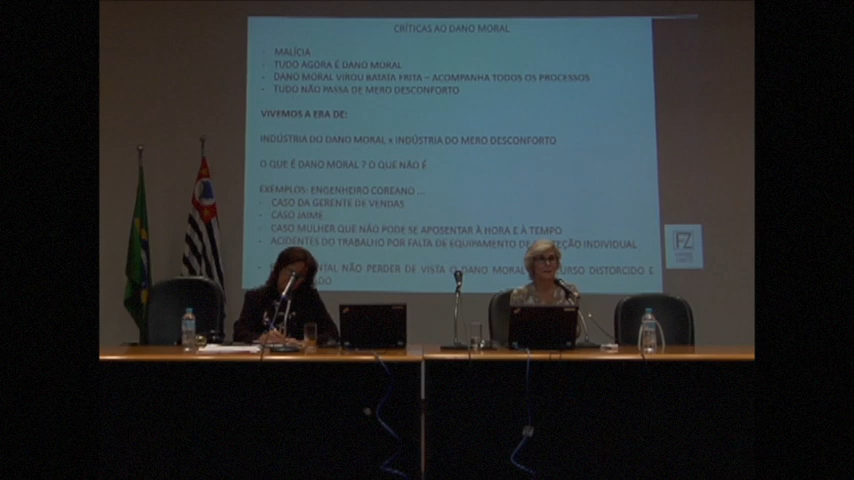 CRÍTICAS AO DANO MORAL
- MALÍCIA
- TUDO AGORA É DANO MORAL
- DANO MORAL VIROU BATATA FRITA – ACOMPANHA TODOS OS PROCESSOS
- TUDO NÃO PASSA DE MERO DESCONFORTO
VIVEMOS A ERA DE:
INDÚSTRIA DO DANO MORAL x INDÚSTRIA DO MERO DESCONFORTO
O QUE É DANO MORAL ? O QUE NÃO É
EXEMPLOS: ENGENHEIRO COREANO ...
- CASO DA GERENTE DE VENDAS
- CASO JAIME
- CASO MULHER QUE NÃO PODE SE APOSENTAR À HORA E À TEMPO
- ACIDENTES DO TRABALHO POR FALTA DE EQUIPAMENTO DE INDIVIDUAL
NÃO PERDER DE VISTA O DANO MORAL DISTORCIDO E
FZ